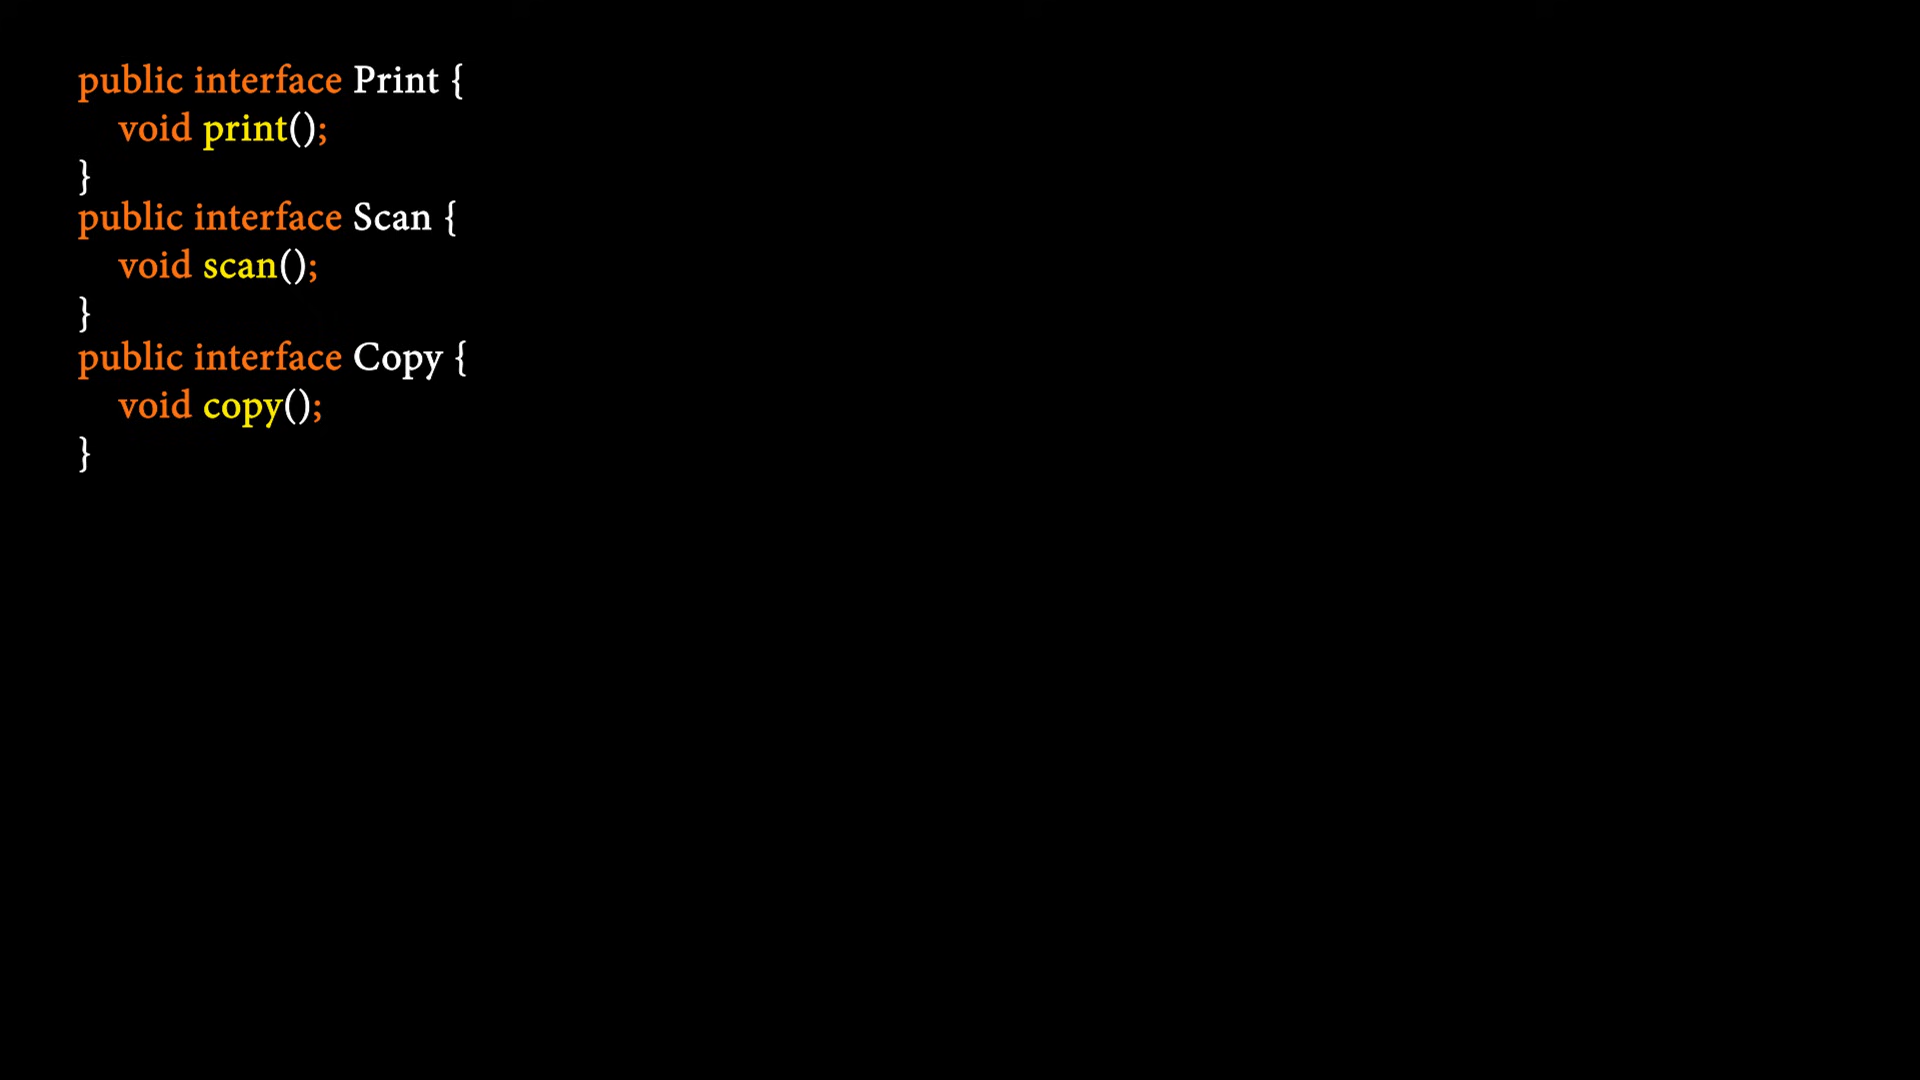 public interface Print {
void print();
}
public interface Scan {
void scan();
}
public interface Copy {
void copy();
}